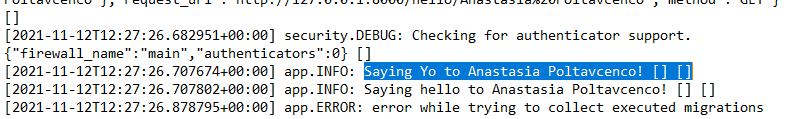 Poltavcenco"},"request_uri":"http://127.0.0.1:8000/hello/Anastasia%20Poltavcenco","method":"GET"}
[]
[2021-11-12T12:27:26.682951+00:00] security.DEBUG: Checking for authenticator support.
{"firewall_name":"main","authenticators":0} []
[2021-11-12T12:27:26.707674+00:00] app.INFO: Saying Yo to Anastasia Poltavcenco! [] []
[2021-11-12T12:27:26.707802+00:00] app.INFO: Saying hello to Anastasia Poltavcenco! [] []
[2021-11-12T12:27:26.878795+00:00] app.ERROR: error while trying to collect executed migrations